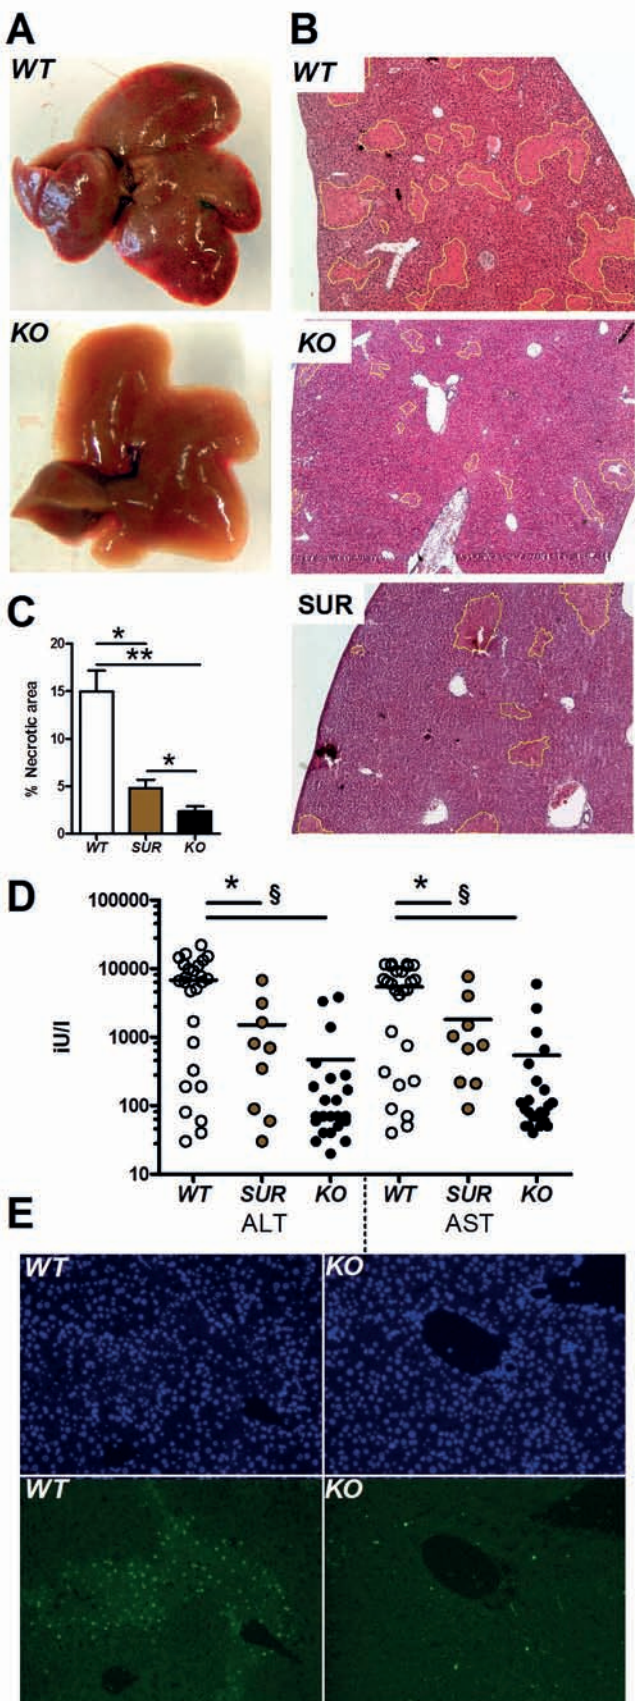 A
WT
KO
B
WT
KO
SUR
C
% Necrotic area
20
15
10
5
0
*
**
*
WT SUR KO
D
iU/l
100000
10000
1000
100
10
* §
* §
WT SUR KO WT SUR KO
ALT AST
E
WT KO
WT KO